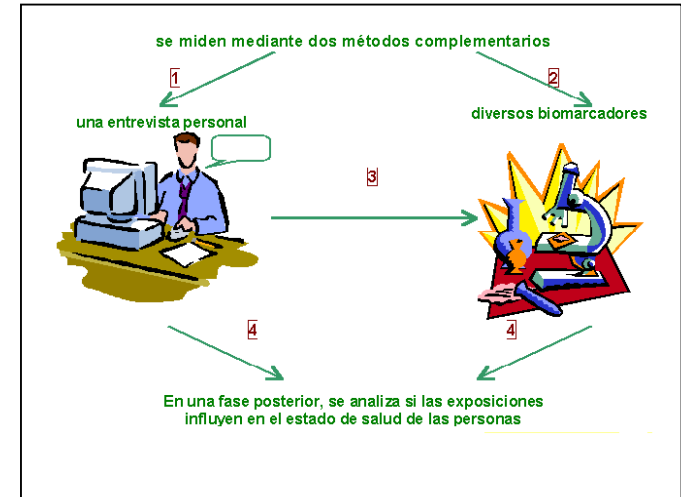 se miden mediante dos métodos complementarios
1
2
una entrevista personal
diversos biomarcadores
3
4
4
En una fase posterior, se analiza si las exposiciones
influyen en el estado de salud de las personas